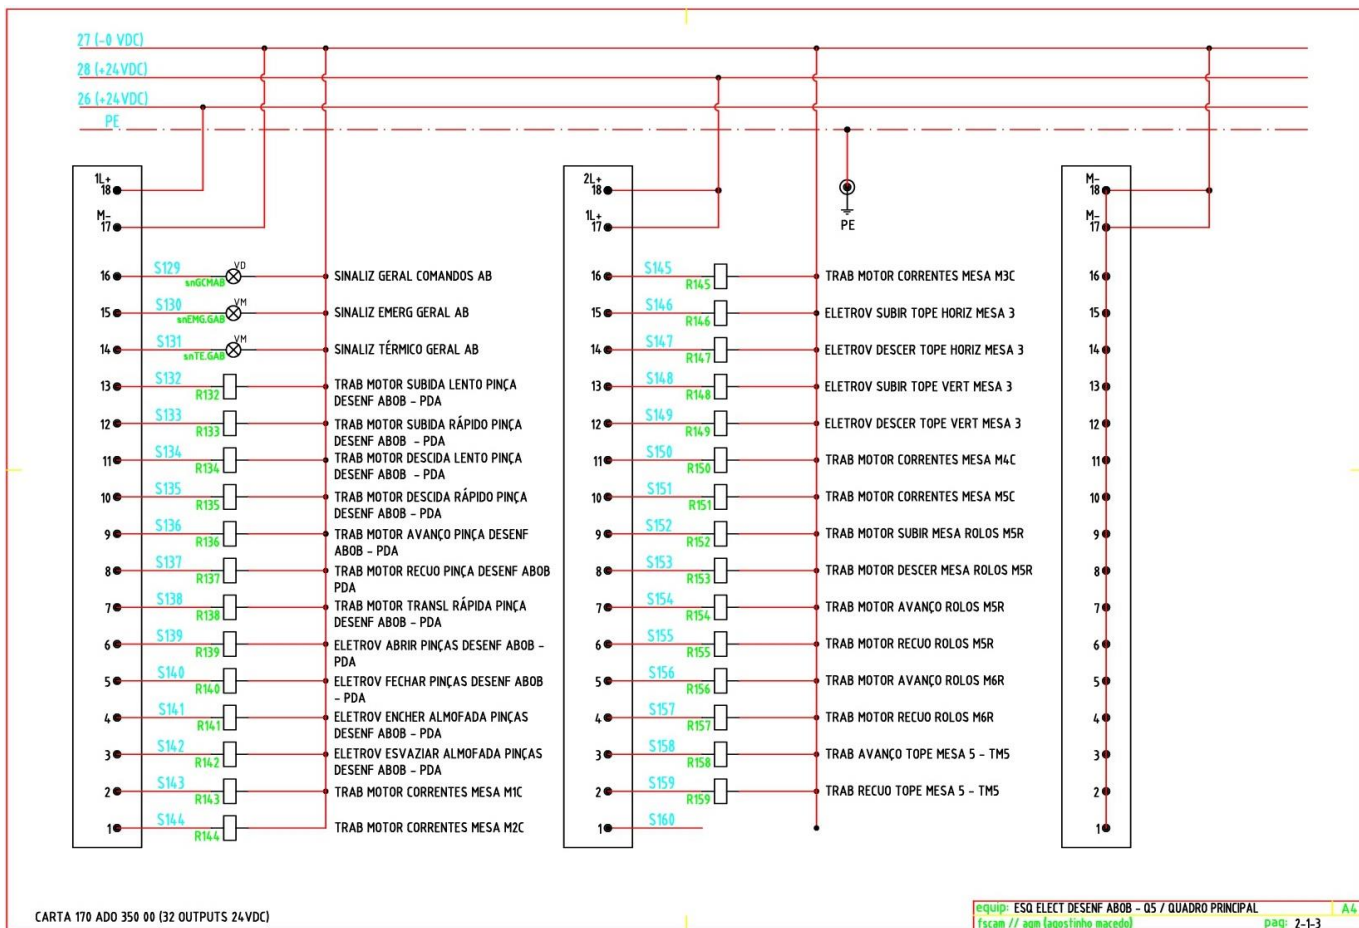 27 (-0 VDC)
28 (+24VDC)
26 (+24VDC)
PE
1L+
18
M-
17
16 S129 snGCMAB VD SINALIZ GERAL COMANDOS AB
15 S130 snEMG.GAB VM SINALIZ EMERG GERAL AB
14 S131 snTE.GAB VM SINALIZ TÉRMICO GERAL AB
13 S132 R132 TRAB MOTOR SUBIDA LENTO PINÇA
DESENF ABOB - PDA
12 S133 R133 TRAB MOTOR SUBIDA RÁPIDO PINÇA
DESENF ABOB - PDA
11 S134 R134 TRAB MOTOR DESCIDA LENTO PINÇA
DESENF ABOB - PDA
10 S135 R135 TRAB MOTOR DESCIDA RÁPIDO PINÇA
DESENF ABOB - PDA
9 S136 R136 TRAB MOTOR AVANÇO PINÇA DESENF
ABOB - PDA
8 S137 R137 TRAB MOTOR RECUO PINÇA DESENF ABOB
PDA
7 S138 R138 TRAB MOTOR TRANSL RÁPIDA PINÇA
DESENF ABOB - PDA
6 S139 R139 ELETROV ABRIR PINÇAS DESENF ABOB -
PDA
5 S140 R140 ELETROV FECHAR PINÇAS DESENF ABOB
- PDA
4 S141 R141 ELETROV ENCHER ALMOFADA PINÇAS
DESENF ABOB - PDA
3 S142 R142 ELETROV ESVAZIAR ALMOFADA PINÇAS
DESENF ABOB - PDA
2 S143 R143 TRAB MOTOR CORRENTES MESA M1C
1 S144 R144 TRAB MOTOR CORRENTES MESA M2C
2L+
18
1L+
17
PE
16 S145 R145 TRAB MOTOR CORRENTES MESA M3C
15 S146 R146 ELETROV SUBIR TOPE HORIZ MESA 3
14 S147 R147 ELETROV DESCER TOPE HORIZ MESA 3
13 S148 R148 ELETROV SUBIR TOPE VERT MESA 3
12 S149 R149 ELETROV DESCER TOPE VERT MESA 3
11 S150 R150 TRAB MOTOR CORRENTES MESA M4C
10 S151 R151 TRAB MOTOR CORRENTES MESA M5C
9 S152 R152 TRAB MOTOR SUBIR MESA ROLOS M5R
8 S153 R153 TRAB MOTOR DESCER MESA ROLOS M5R
7 S154 R154 TRAB MOTOR AVANÇO ROLOS M5R
6 S155 R155 TRAB MOTOR RECUO ROLOS M5R
5 S156 R156 TRAB MOTOR AVANÇO ROLOS M6R
4 S157 R157 TRAB MOTOR RECUO ROLOS M6R
3 S158 R158 TRAB AVANÇO TOPE MESA 5 - TM5
2 S159 R159 TRAB RECUO TOPE MESA 5 - TM5
1 S160
M-
18
M-
17
16
15
14
13
12
11
10
9
8
7
6
5
4
3
2
1
CARTA 170 ADO 350 00 (32 OUTPUTS 24VDC)
equip: ESQ ELECT DESENF ABOB - Q5 / QUADRO PRINCIPAL A4
fscam // agm (agostinho macedo) pag: 2-1-3